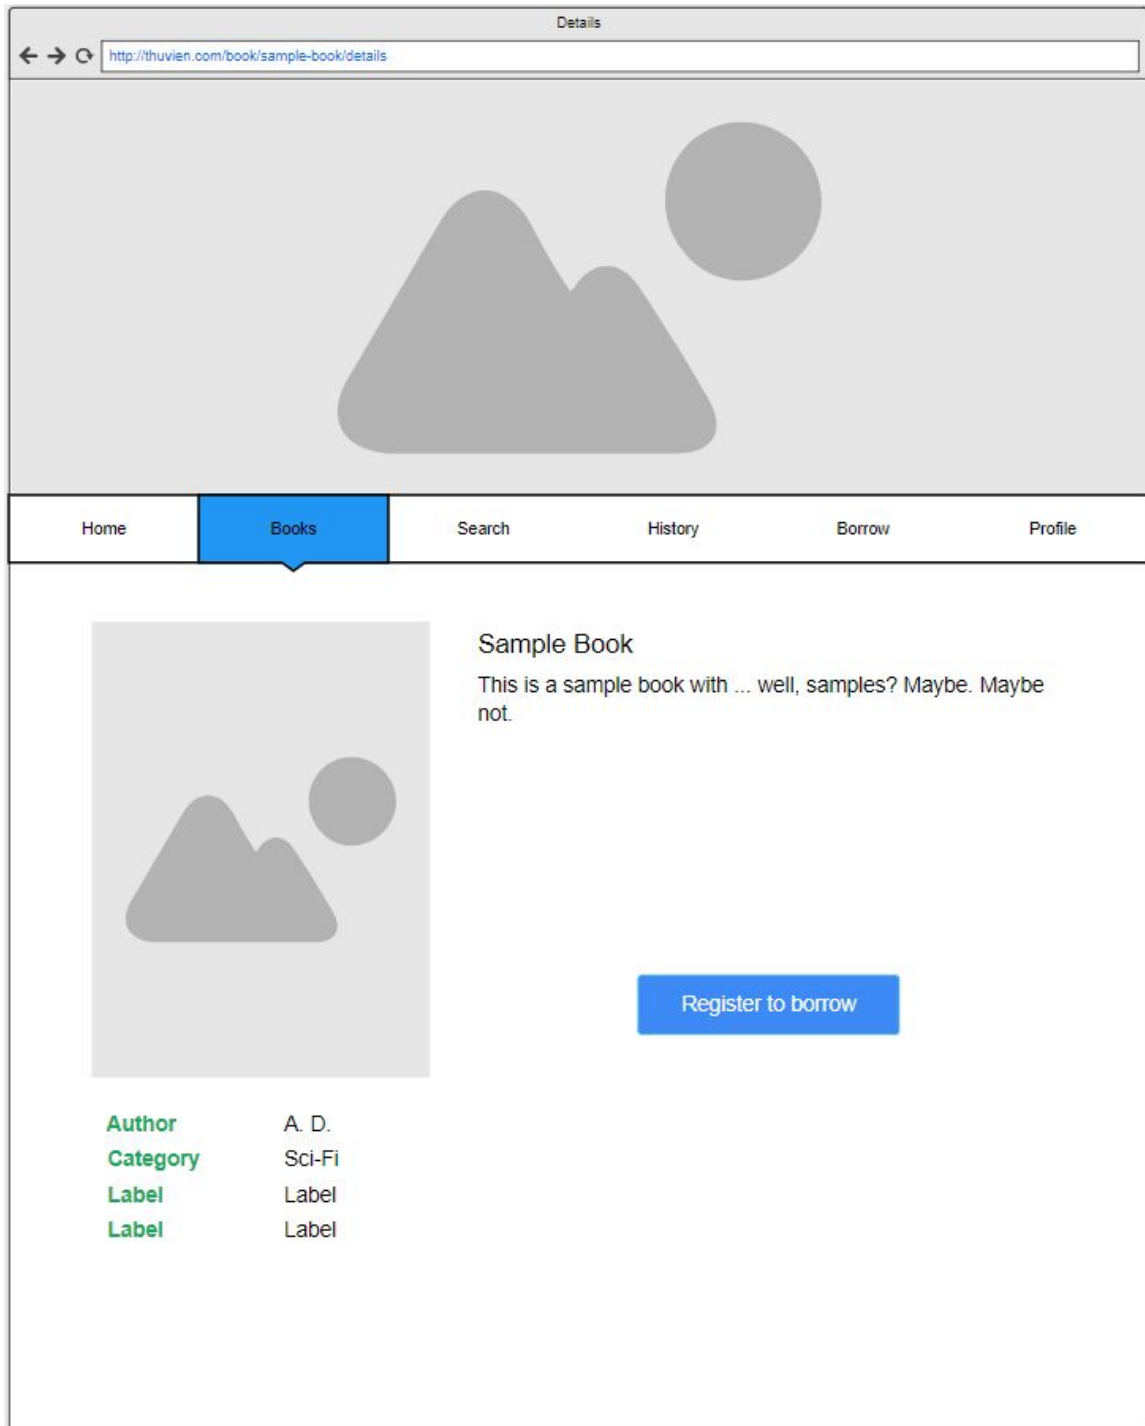 Details
http://thuvien.com/book/sample-book/details
Home Books Search History Borrow Profile
Sample Book
This is a sample book with ... well, samples? Maybe. Maybe
not.
Register to borrow
Author A. D.
Category Sci-Fi
Label Label
Label Label